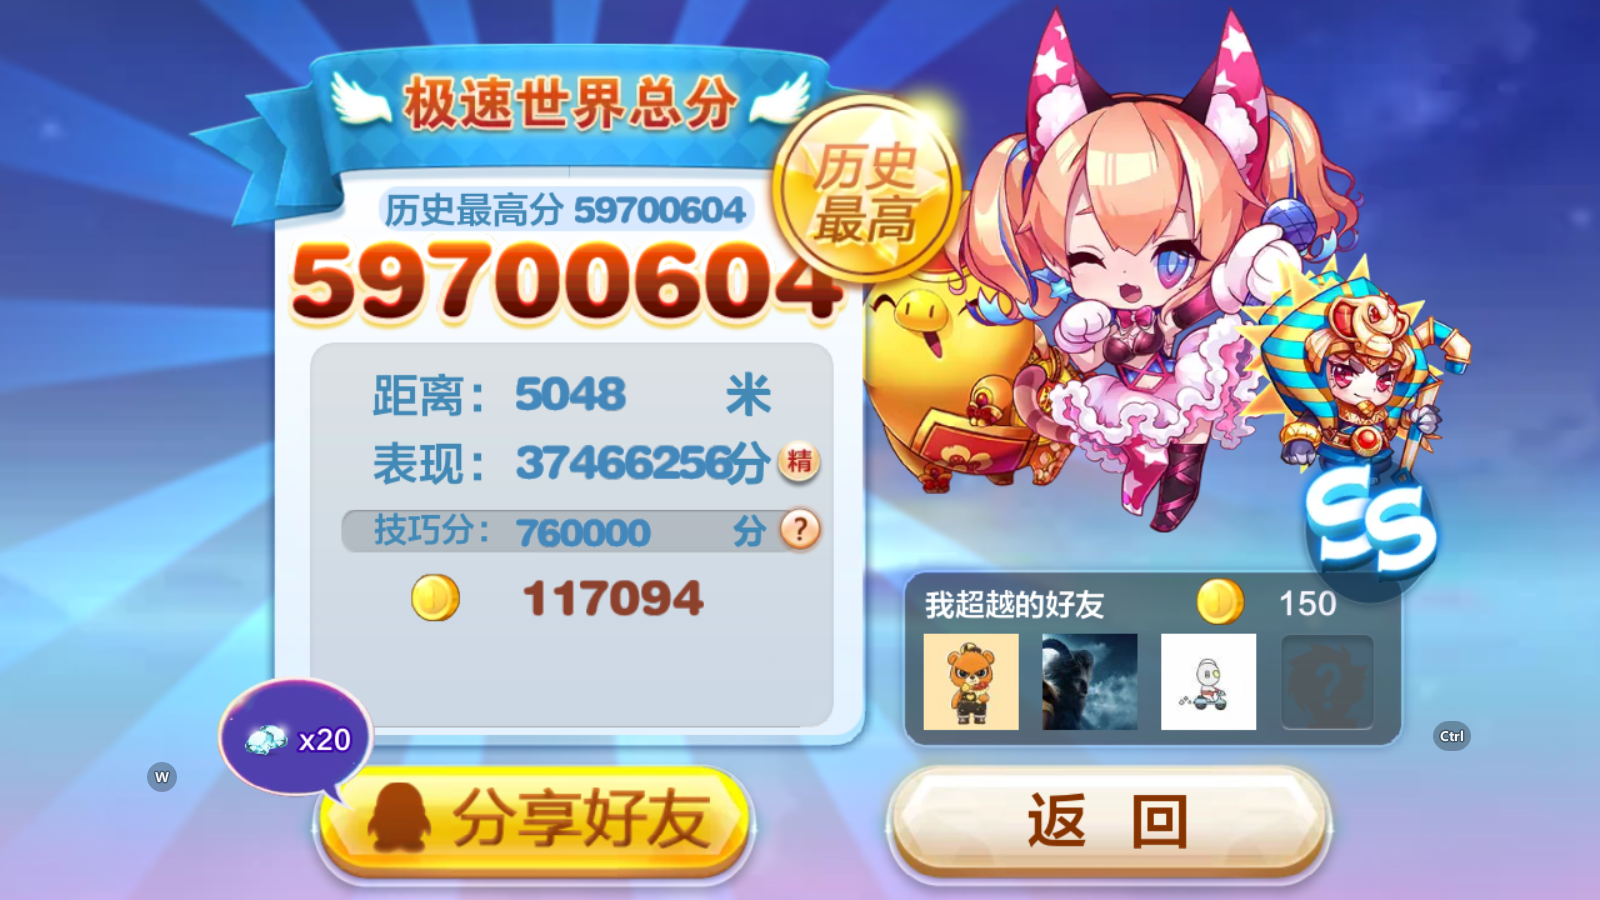 极速世界总分
历史最高分 59700604
历史
最高
59700604
距离： 5048 米
表现： 37466256分 精
技巧分： 760000 分 ?
117094
SS
我超越的好友 150
?
x20
W
Ctrl
分享好友
返 回